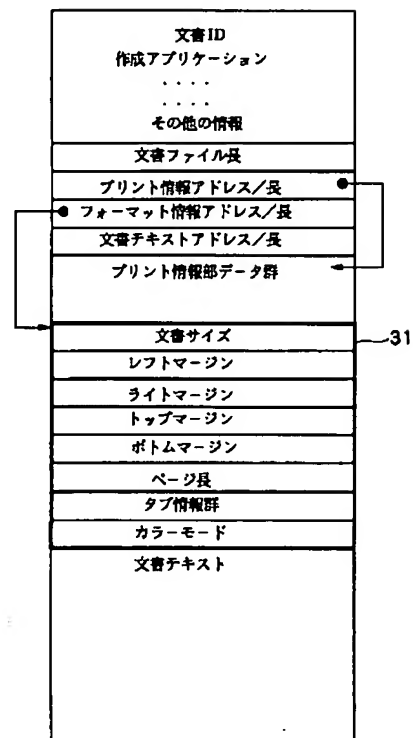 文書ID
作成アプリケーション
. . . .
. . . .
その他の情報
文書ファイル長
プリント情報アドレス/長
フォーマット情報アドレス/長
文書テキストアドレス/長
プリント情報部データ群
文書サイズ
31
レフトマージン
ライトマージン
トップマージン
ボトムマージン
ページ長
タブ情報群
カラーモード
文書テキスト